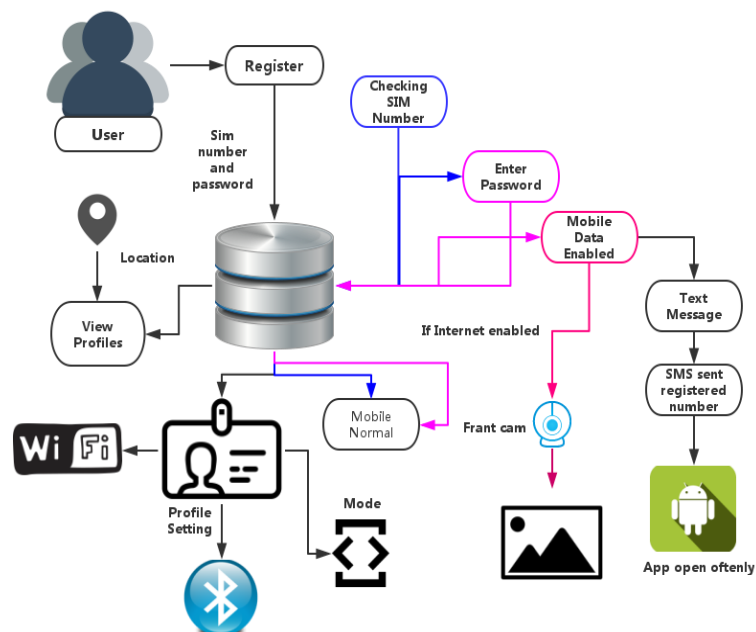 User
Register
Checking
SIM
Number
Sim
number
and
password
Enter
Password
Mobile
Data
Enabled
Location
View
Profiles
Text
Message
If Internet enabled
SMS sent
registered
number
Mobile
Normal
Frant cam
Wi Fi
Profile
Setting
Mode
App open oftenly